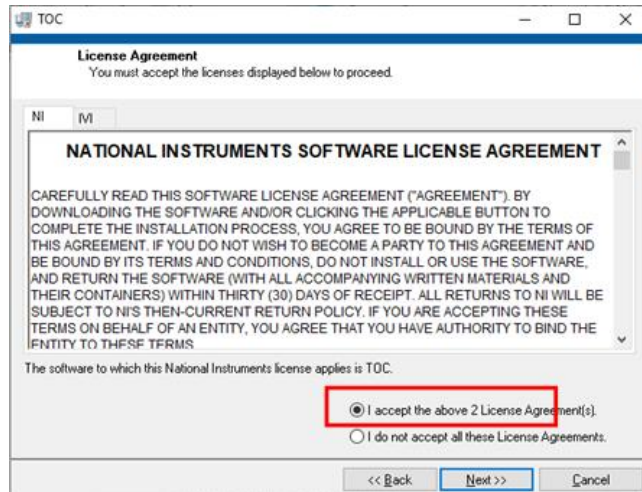 TOC
License Agreement
You must accept the licenses displayed below to proceed.
NI IVI
NATIONAL INSTRUMENTS SOFTWARE LICENSE AGREEMENT
CAREFULLY READ THIS SOFTWARE LICENSE AGREEMENT ("AGREEMENT"). BY
DOWNLOADING THE SOFTWARE AND/OR CLICKING THE APPLICABLE BUTTON TO
COMPLETE THE INSTALLATION PROCESS, YOU AGREE TO BE BOUND BY THE TERMS OF
THIS AGREEMENT. IF YOU DO NOT WISH TO BECOME A PARTY TO THIS AGREEMENT AND
BE BOUND BY ITS TERMS AND CONDITIONS, DO NOT INSTALL OR USE THE SOFTWARE,
AND RETURN THE SOFTWARE (WITH ALL ACCOMPANYING WRITTEN MATERIALS AND
THEIR CONTAINERS) WITHIN THIRTY (30) DAYS OF RECEIPT. ALL RETURNS TO NI WILL BE
SUBJECT TO NI'S THEN-CURRENT RETURN POLICY. IF YOU ARE ACCEPTING THESE
TERMS ON BEHALF OF AN ENTITY, YOU AGREE THAT YOU HAVE AUTHORITY TO BIND THE
ENTITY TO THESE TERMS
The software to which this National Instruments license applies is TOC.
I accept the above 2 License Agreement(s).
I do not accept all these License Agreements.
<< Back Next >> Cancel